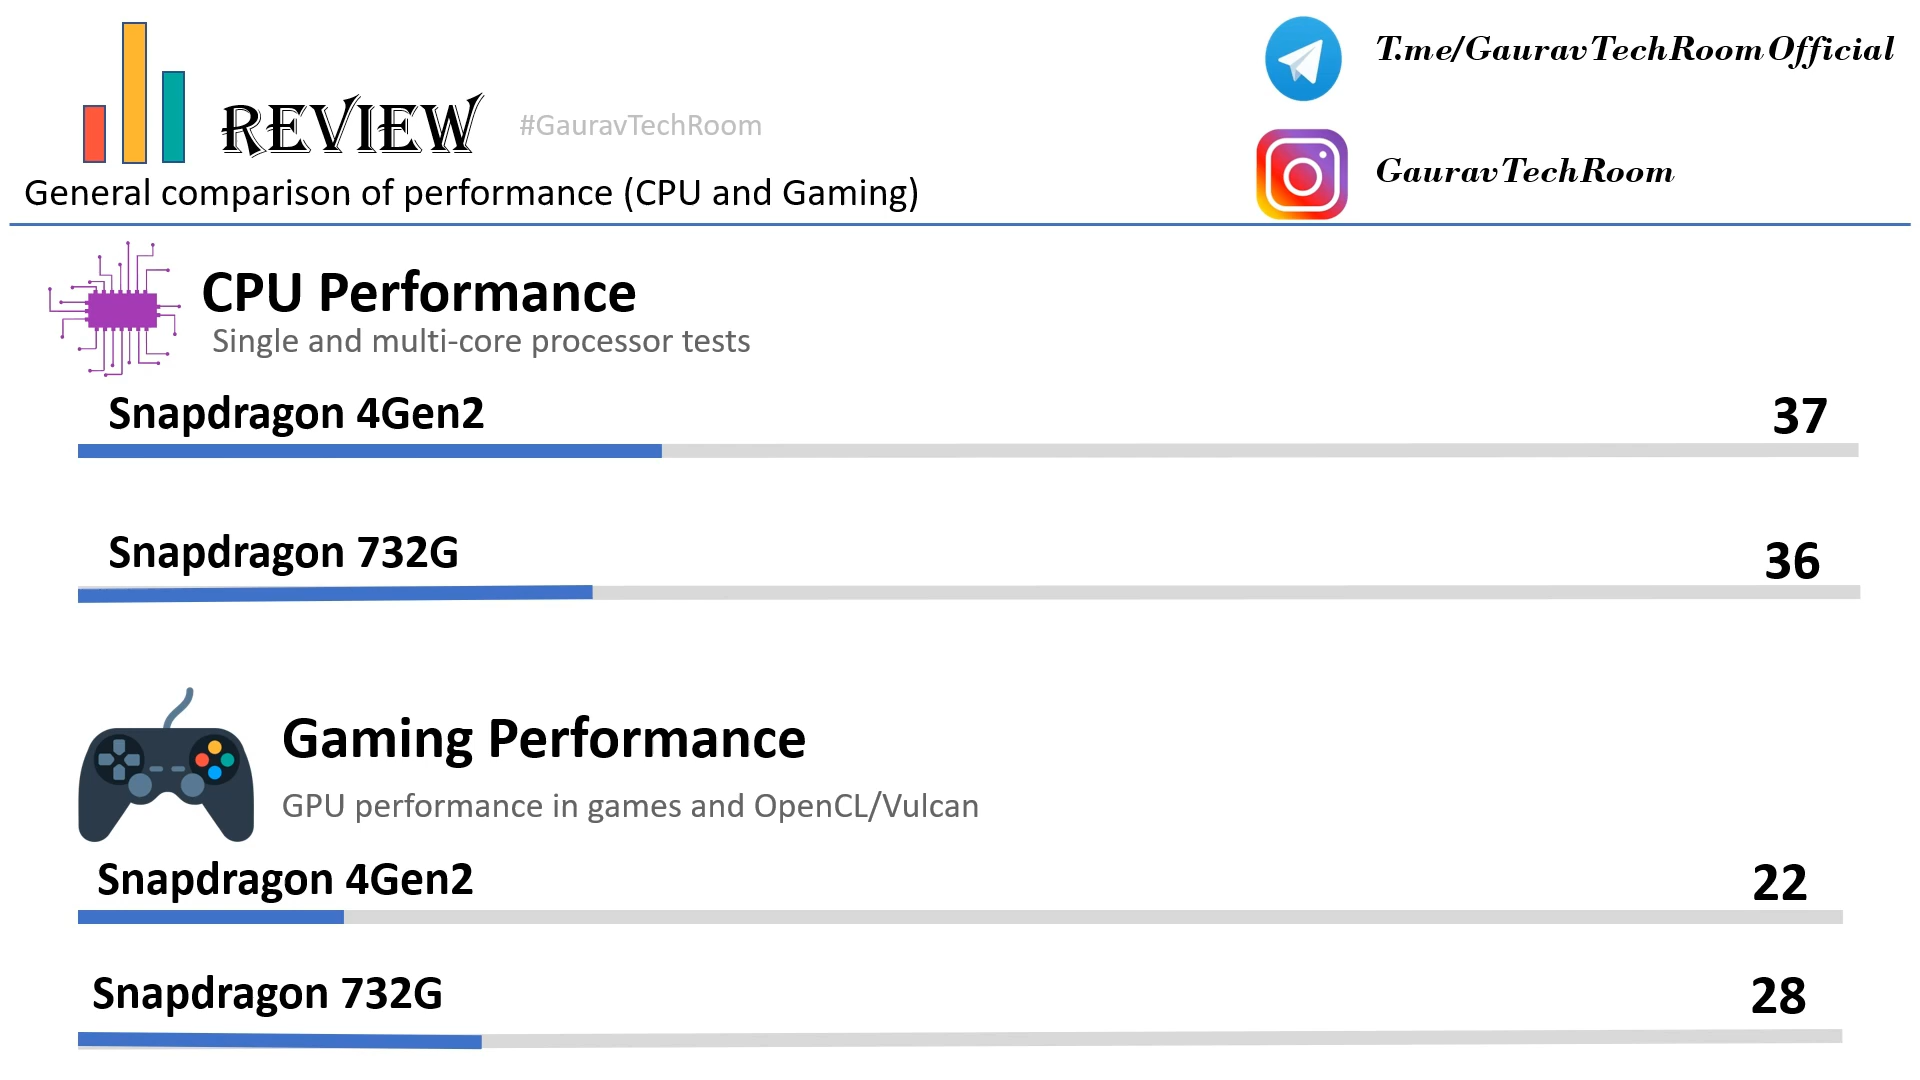 REVIEW
#GauravTechRoom
T.me/GauravTechRoomOfficial
GauravTechRoom
General comparison of performance (CPU and Gaming)
CPU Performance
Single and multi-core processor tests
Snapdragon 4Gen2
37
Snapdragon 732G
36
Gaming Performance
GPU performance in games and OpenCL/Vulcan
Snapdragon 4Gen2
22
Snapdragon 732G
28